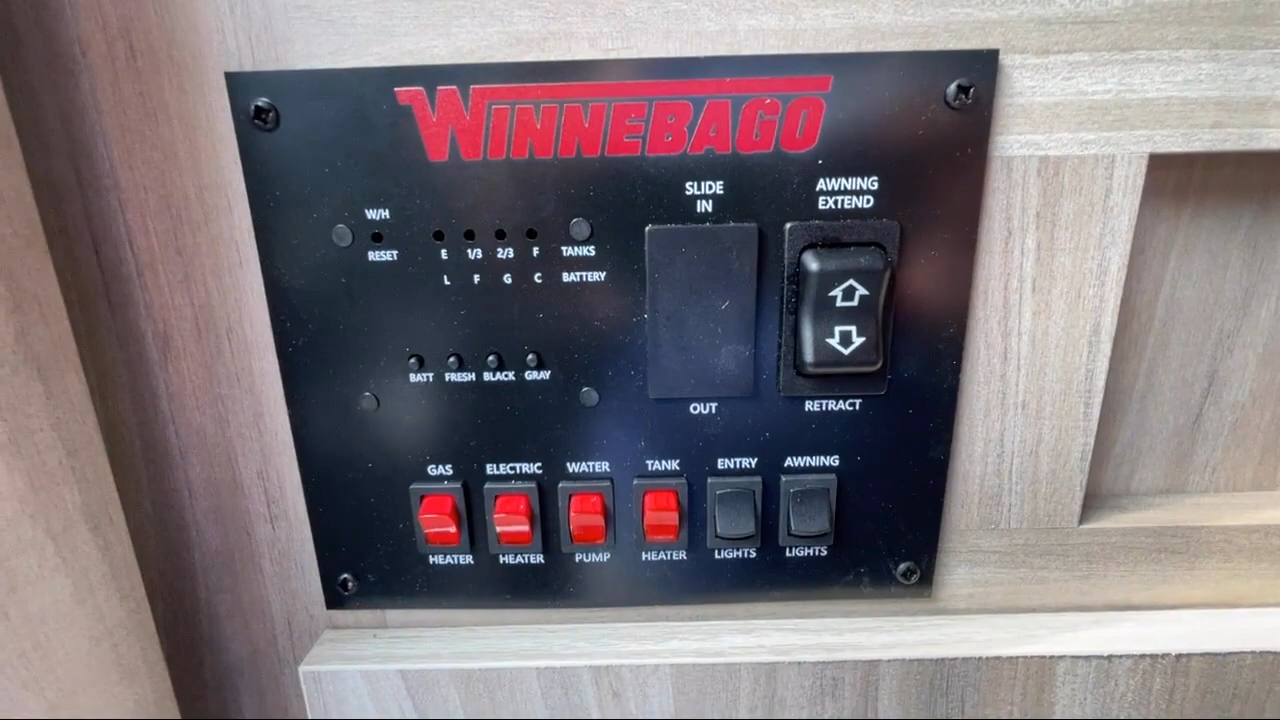 WINNEBAGO
SLIDE
IN
AWNING
EXTEND
W/H
RESET
E 1/3 2/3 F TANKS
L F G C BATTERY
BATT FRESH BLACK GRAY
OUT
RETRACT
GAS
HEATER
ELECTRIC
HEATER
WATER
PUMP
TANK
HEATER
ENTRY
LIGHTS
AWNING
LIGHTS